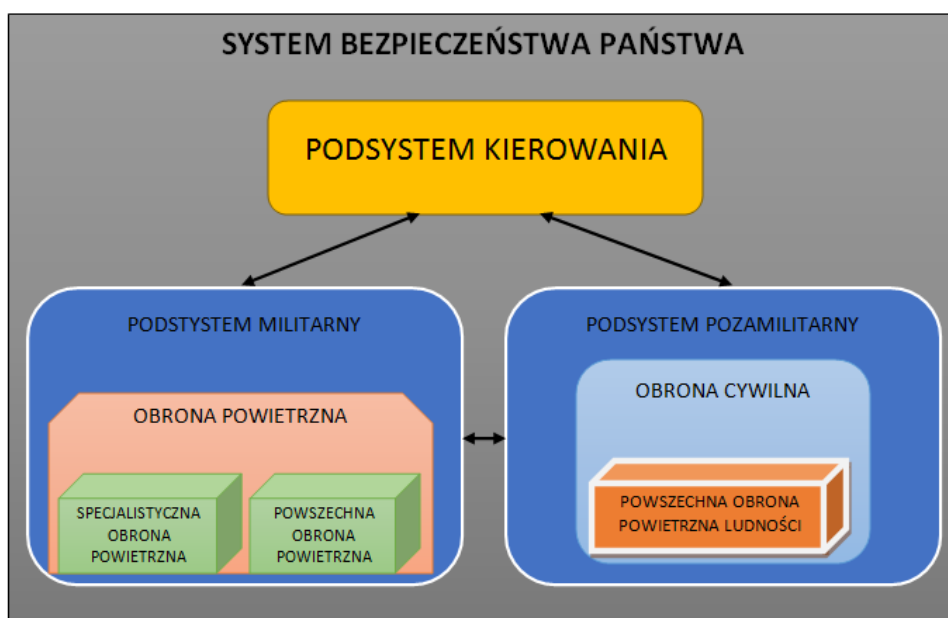 SYSTEM BEZPIECZEŃSTWA PAŃSTWA
PODSYSTEM KIEROWANIA
PODSTYSTEM MILITARNY
OBRONA POWIETRZNA
SPECJALISTYCZNA
OBRONA
POWIETRZNA
POWSZECHNA
OBRONA
POWIETRZNA
PODSYSTEM POZAMILITARNY
OBRONA CYWILNA
POWSZECHNA OBRONA
POWIETRZNA LUDNOŚCI